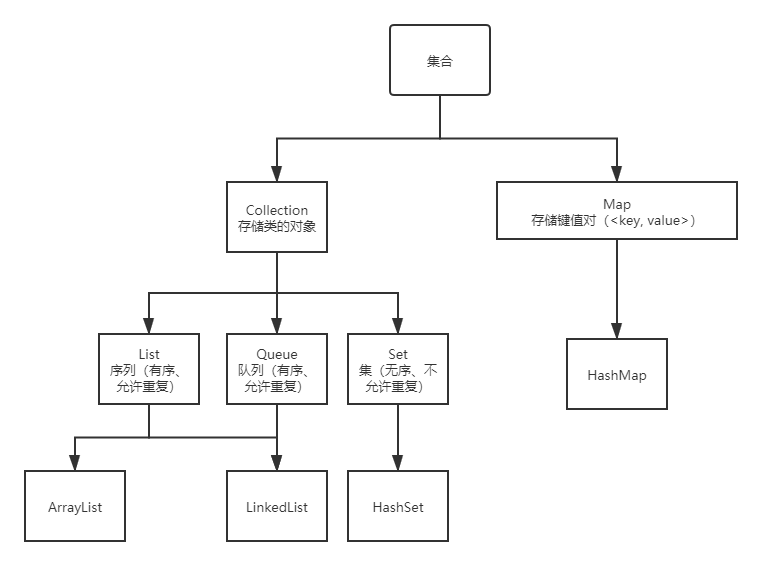 集合
Collection
存储类的对象
Map
存储键值对（<key, value>）
List
序列（有序、
允许重复）
Queue
队列（有序、
允许重复）
Set
集（无序、不
允许重复）
HashMap
ArrayList
LinkedList
HashSet